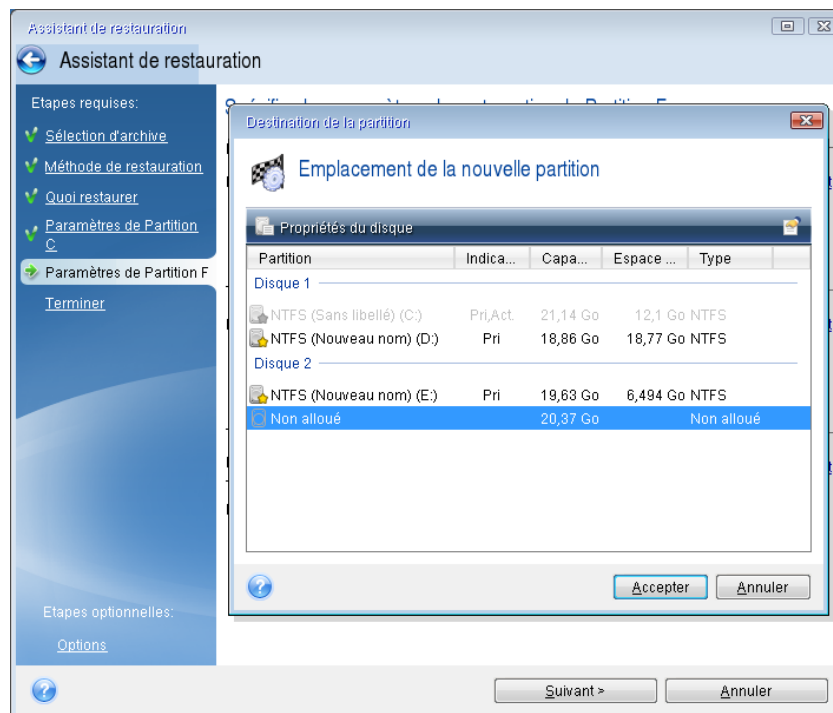 Assistant de restauration
Assistant de restauration
Etapes requises:
Sélection d'archive
Méthode de restauration
Quoi restaurer
Paramètres de Partition
C
Paramètres de Partition F
Terminer
Etapes optionnelles:
Options
Destination de la partition
Emplacement de la nouvelle partition
Propriétés du disque
Partition Indica... Capa... Espace ... Type
Disque 1
NTFS (Sans libellé) (C:) Pri,Act. 21,14 Go 12,1 Go NTFS
NTFS (Nouveau nom) (D:) Pri 18,86 Go 18,77 Go NTFS
Disque 2
NTFS (Nouveau nom) (E:) Pri 19,63 Go 6,494 Go NTFS
Non alloué 20,37 Go Non alloué
Accepter Annuler
Suivant > Annuler